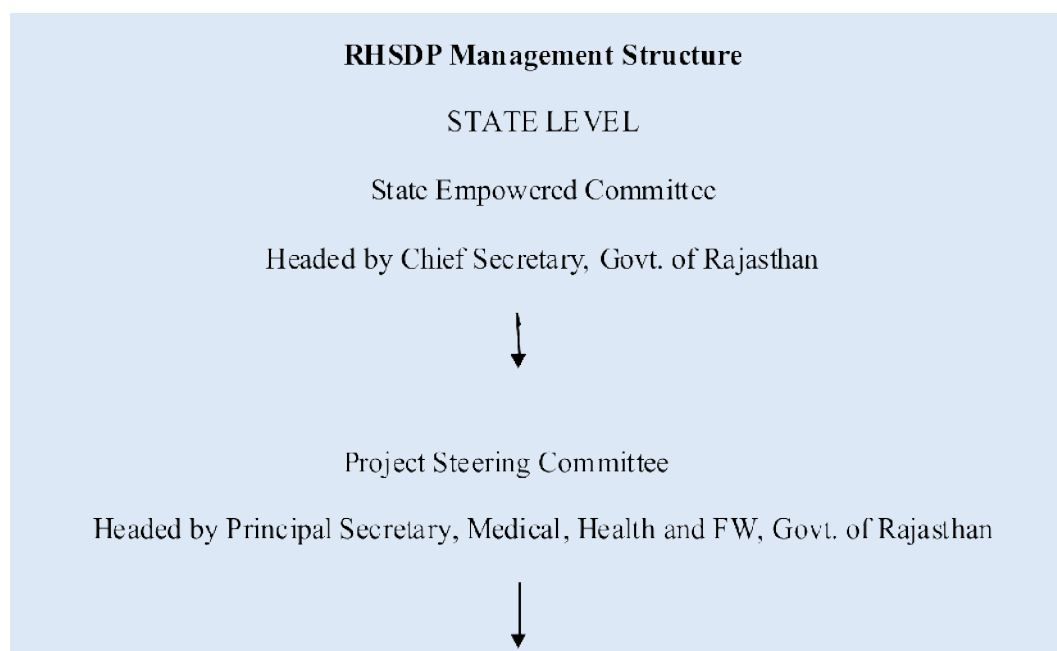 RHSDP Management Structure
STATE LEVEL
State Empowered Committee
Headed by Chief Secretary, Govt. of Rajasthan
Project Steering Committee
Headed by Principal Secretary, Medical, Health and FW, Govt. of Rajasthan